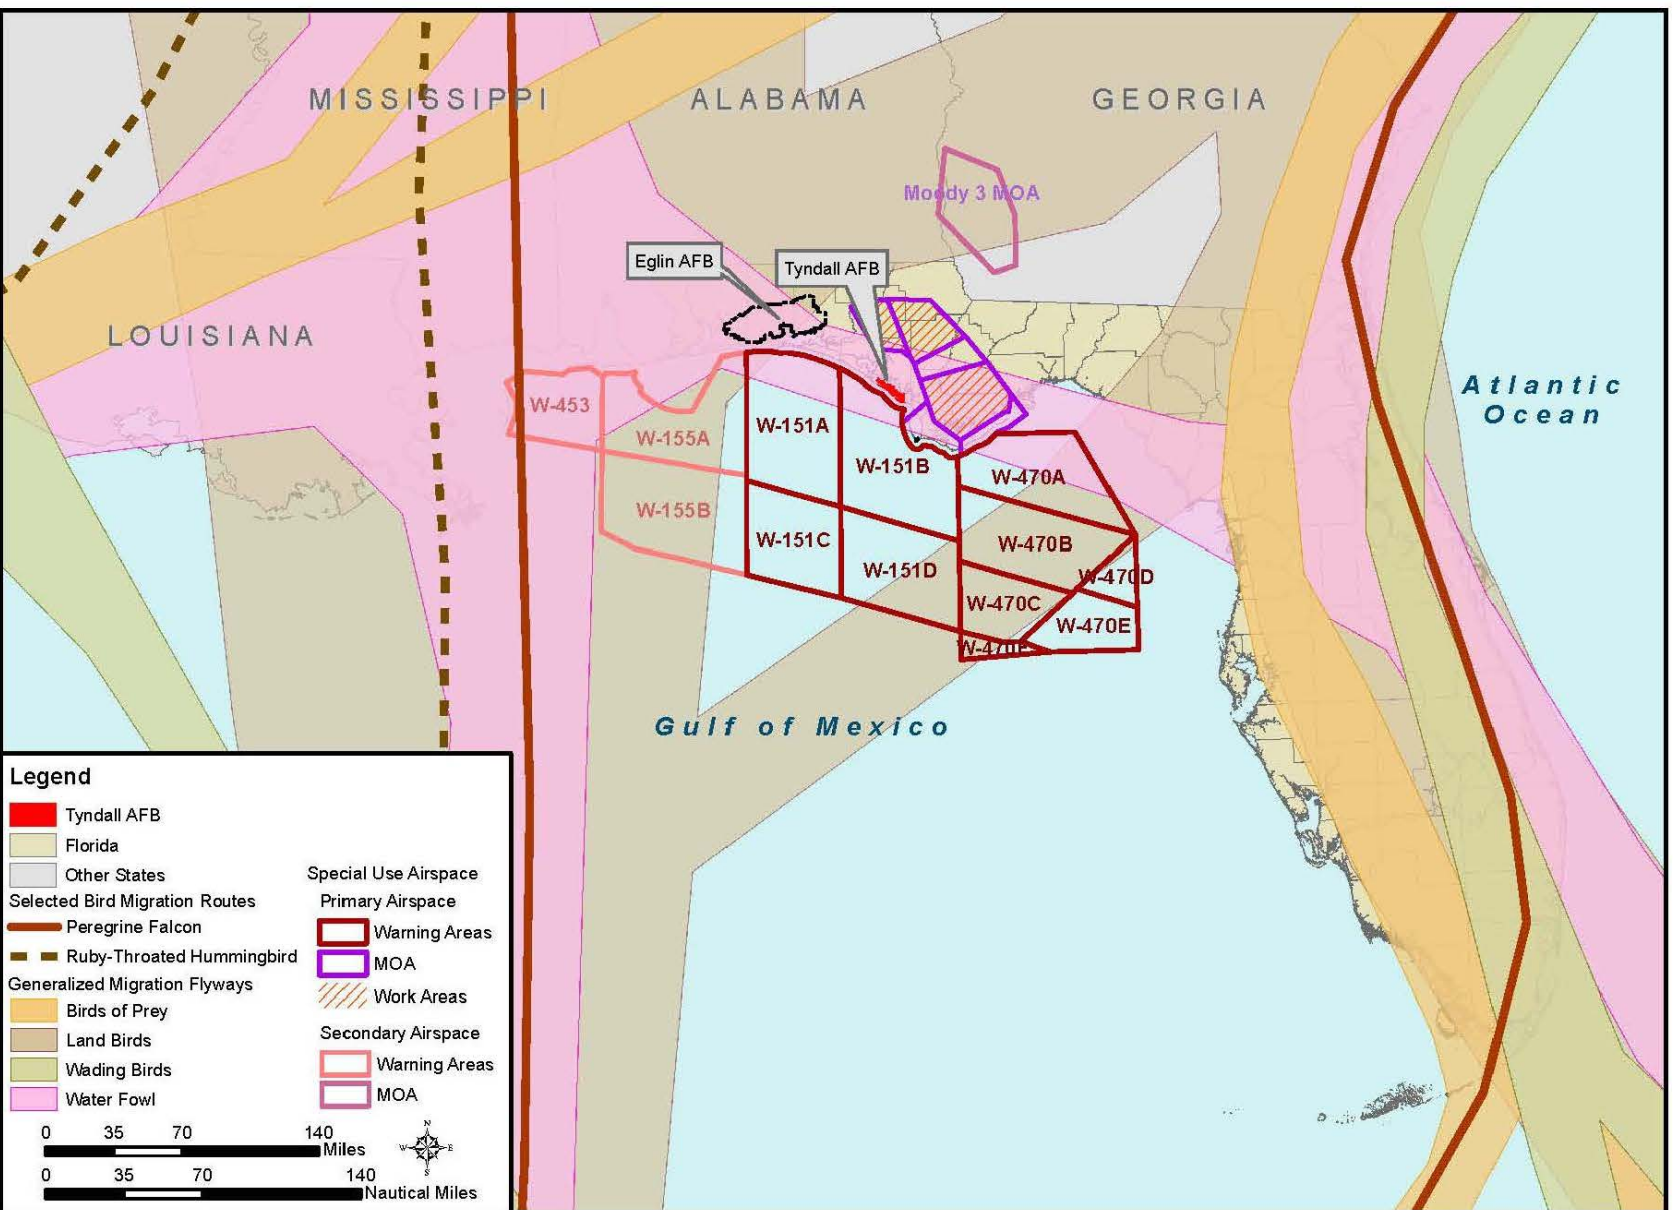 MISSISSIPPI
ALABAMA
GEORGIA
Moody 3 MOA
Eglin AFB
Tyndall AFB
LOUISIANA
Atlantic
Ocean
W-453
W-155A
W-151A
W-151B
W-470A
W-155B
W-151C
W-151D
W-470B
W-470D
W-470C
W-470E
W-470F
Gulf of Mexico
Legend
Tyndall AFB
Florida
Other States
Selected Bird Migration Routes
Peregrine Falcon
Ruby-Throated Hummingbird
Generalized Migration Flyways
Birds of Prey
Land Birds
Wading Birds
Water Fowl
Special Use Airspace
Primary Airspace
Warning Areas
MOA
Work Areas
Secondary Airspace
Warning Areas
MOA
0 35 70 140
Miles
0 35 70 140
Nautical Miles
N
W E
S